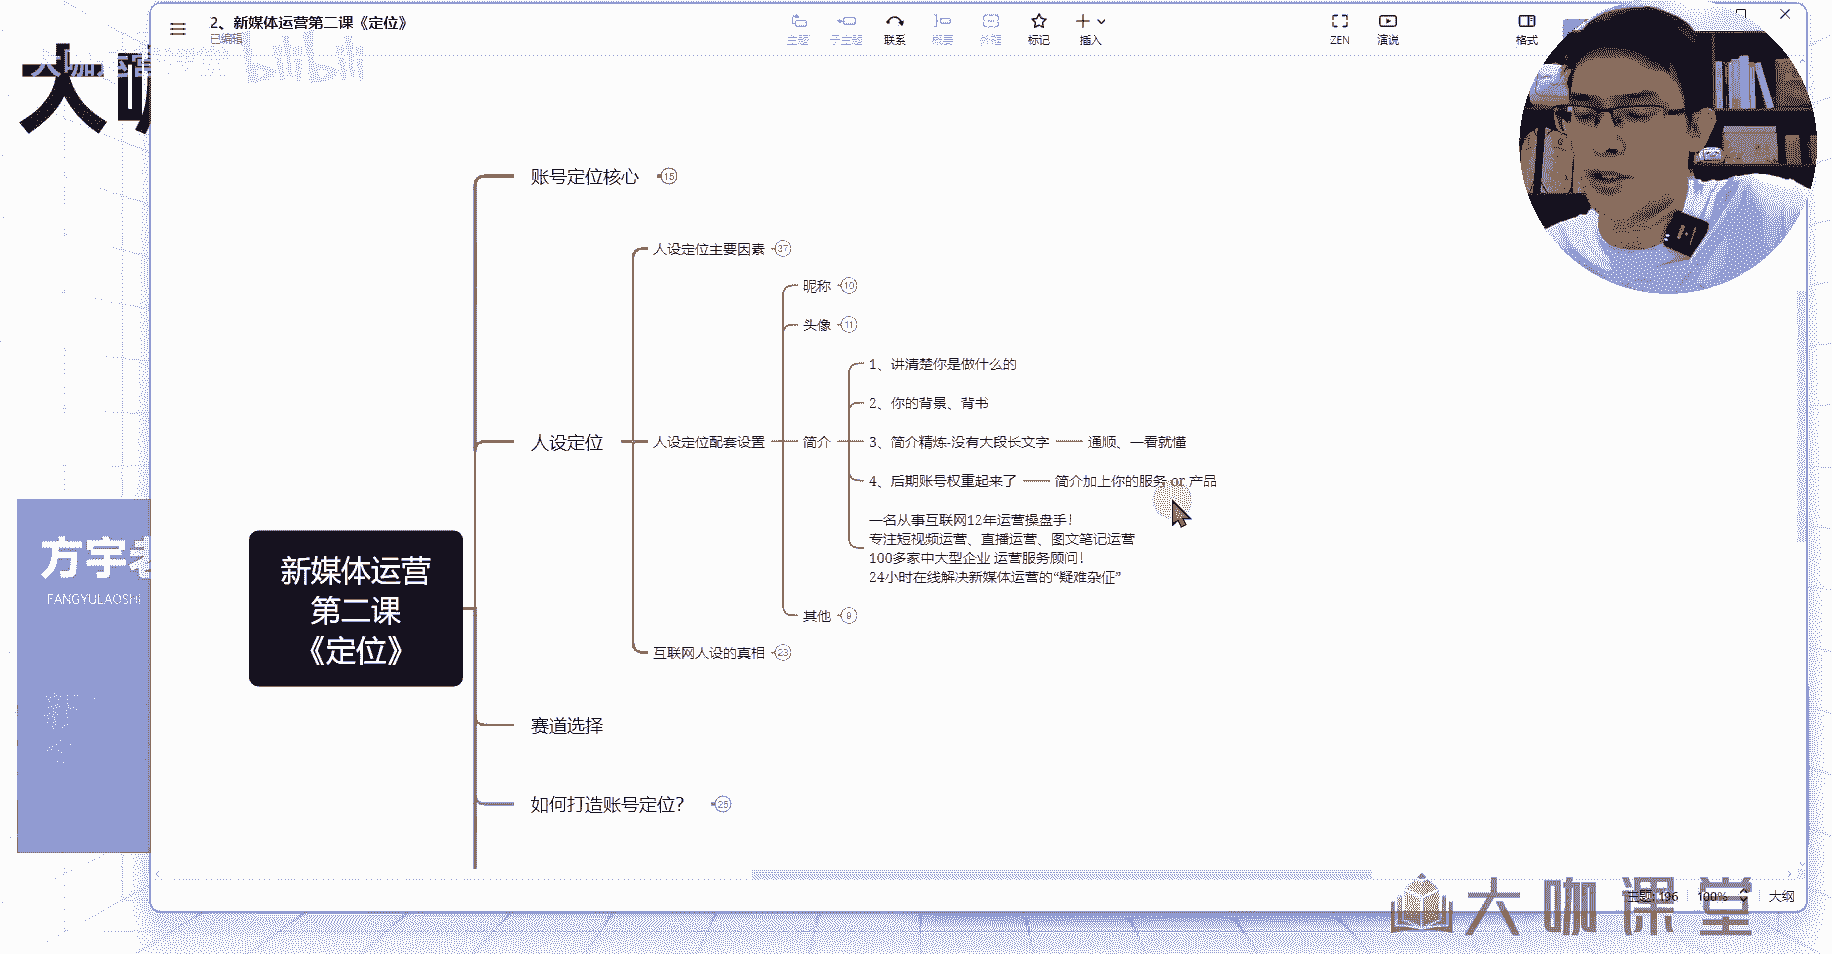 2、新媒体运营第二课《定位》
已编辑
主题
子主题
联系
概要
外框
标记
插入
ZEN
演说
格式
大咖运营
bilibili
大咖
账号定位核心 15
人设定位主要因素 37
昵称 10
头像 11
1、讲清楚你是做什么的
2、你的背景、背书
人设定位
人设定位配套设置
简介
3、简介精炼-没有大段长文字
通顺、一看就懂
4、后期账号权重起来了
简介加上你的服务 or 产品
一名从事互联网12年运营操盘手!
专注短视频运营、直播运营、图文笔记运营
100多家中大型企业 运营服务顾问!
24小时在线解决新媒体运营的“疑难杂征”
其他 9
互联网人设的真相 23
新媒体运营
第二课
《定位》
方宇老
FANGYULAOSHI
赛道选择
如何打造账号定位? 25
主题: 196
100%
大纲
大咖课堂